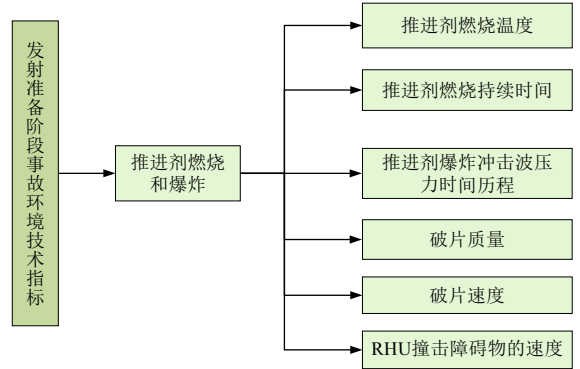 发射准备阶段事故环境技术指标
推进剂燃烧
和爆炸
推进剂燃烧温度
推进剂燃烧持续时间
推进剂爆炸冲击波压
力时间历程
破片质量
破片速度
RHU撞击障碍物的速度